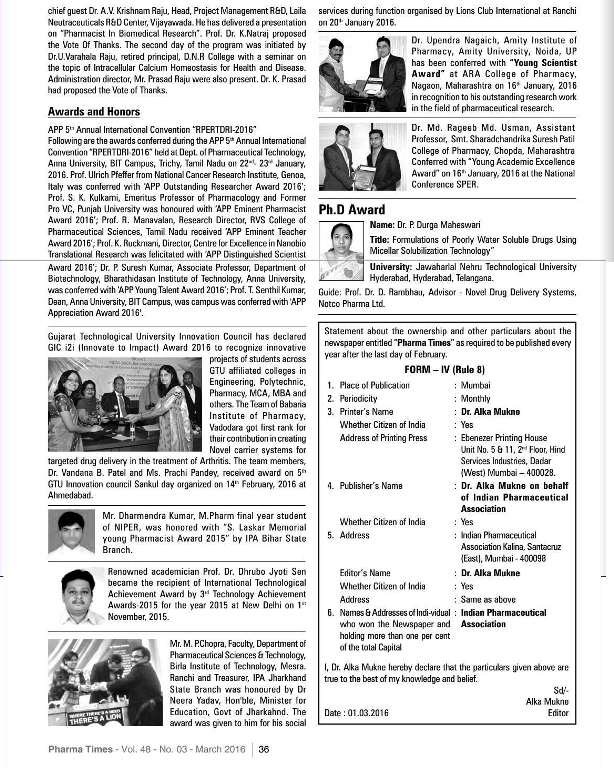 chief guest Dr. A.V. Krishnam Raju, Head, Project Management R&D, Laila
Neutraceuticals R&D Center, Vijayawada. He has delivered a presentation
on "Pharmacist In Biomedical Research". Prof. Dr. K.Natraj proposed
the Vote Of Thanks. The second day of the program was initiated by
Dr.U.Varahala Raju, retired principal, D.N.R College with a seminar on
the topic of Intracellular Calcium Homeostasis for Health and Disease.
Administration director, Mr. Prasad Raju were also present. Dr. K. Prasad
had proposed the Vote of Thanks.
Awards and Honors
APP 5th Annual International Convention "RPERTDRI-2016"
Following are the awards conferred during the APP 5th Annual International
Convention "RPERTDRI-2016" held at Dept. of Pharmaceutical Technology,
Anna University, BIT Campus, Trichy, Tamil Nadu on 22nd- 23rd January,
2016. Prof. Ulrich Pfeffer from National Cancer Research Institute, Genoa,
Italy was conferred with 'APP Outstanding Researcher Award 2016';
Prof. S. K. Kulkarni, Emeritus Professor of Pharmacology and Former
Pro VC, Punjab University was honoured with 'APP Eminent Pharmacist
Award 2016'; Prof. R. Manavalan, Research Director, RVS College of
Pharmaceutical Sciences, Tamil Nadu received 'APP Eminent Teacher
Award 2016'; Prof. K. Ruckmani, Director, Centre for Excellence in Nanobio
Translational Research was felicitated with 'APP Distinguished Scientist
Award 2016'; Dr. P. Suresh Kumar, Associate Professor, Department of
Biotechnology, Bharathidasan Institute of Technology, Anna University,
was conferred with 'APP Young Talent Award 2016'; Prof. T. Senthil Kumar,
Dean, Anna University, BIT Campus, was campus was conferred with 'APP
Appreciation Award 2016'.
Gujarat Technological University Innovation Council has declared
GIC i2i (Innovate to Impact) Award 2016 to recognize innovative
projects of students across
GTU affiliated colleges in
Engineering, Polytechnic,
Pharmacy, MCA, MBA and
others. The Team of Babaria
Institute of Pharmacy,
Vadodara got first rank for
their contribution in creating
Novel carrier systems for
targeted drug delivery in the treatment of Arthritis. The team members,
Dr. Vandana B. Patel and Ms. Prachi Pandey, received award on 5th
GTU Innovation council Sankul day organized on 14th February, 2016 at
Ahmedabad.
Mr. Dharmendra Kumar, M.Pharm final year student
of NIPER, was honored with "S. Laskar Memorial
young Pharmacist Award 2015" by IPA Bihar State
Branch.
Renowned academician Prof. Dr. Dhrubo Jyoti Sen
became the recipient of International Technological
Achievement Award by 3rd Technology Achievement
Awards-2015 for the year 2015 at New Delhi on 1st
November, 2015.
WHERE THERE'S A NEED
THERE'S A LION
Mr. M. P.Chopra, Faculty, Department of
Pharmaceutical Sciences & Technology,
Birla Institute of Technology, Mesra.
Ranchi and Treasurer, IPA Jharkhand
State Branch was honoured by Dr
Neera Yadav, Hon'ble, Minister for
Education, Govt of Jharkahnd. The
award was given to him for his social
services during function organised by Lions Club International at Ranchi
on 20th January 2016.
Dr. Upendra Nagaich, Amity Institute of
Pharmacy, Amity University, Noida, UP
has been conferred with "Young Scientist
Award" at ARA College of Pharmacy,
Nagaon, Maharashtra on 16th January, 2016
in recognition to his outstanding research work
in the field of pharmaceutical research.
Dr. Md. Rageeb Md. Usman, Assistant
Professor, Smt. Sharadchandrika Suresh Patil
College of Pharmacy, Chopda, Maharashtra
Conferred with "Young Academic Excellence
Award" on 16th January, 2016 at the National
Conference SPER.
Ph.D Award
Name: Dr. P. Durga Maheswari
Title: Formulations of Poorly Water Soluble Drugs Using
Micellar Solubilization Technology"
University: Jawaharlal Nehru Technological University
Hyderabad, Hyderabad, Telangana.
Guide: Prof. Dr. D. Rambhau, Advisor - Novel Drug Delivery Systems,
Notco Pharma Ltd.
Statement about the ownership and other particulars about the
newspaper entitled "Pharma Times" as required to be published every
year after the last day of February.
FORM – IV (Rule 8)
1. Place of Publication : Mumbai
2. Periodicity : Monthly
3. Printer's Name : Dr. Alka Mukne
Whether Citizen of India : Yes
Address of Printing Press : Ebenezer Printing House
Unit No. 5 & 11, 2nd Floor, Hind
Services Industries, Dadar
(West) Mumbai – 400028.
4. Publisher's Name : Dr. Alka Mukne on behalf
of Indian Pharmaceutical
Association
Whether Citizen of India : Yes
5. Address : Indian Pharmaceutical
Association Kalina, Santacruz
(East), Mumbai - 400098
Editor's Name : Dr. Alka Mukne
Whether Citizen of India : Yes
Address : Same as above
6. Names & Addresses of Indi-vidual : Indian Pharmaceutical
who won the Newspaper and Association
holding more than one per cent
of the total Capital
I, Dr. Alka Mukne hereby declare that the particulars given above are
true to the best of my knowledge and belief.
Sd/-
Alka Mukne
Date : 01.03.2016 Editor
Pharma Times - Vol. 48 - No. 03 - March 2016 | 36